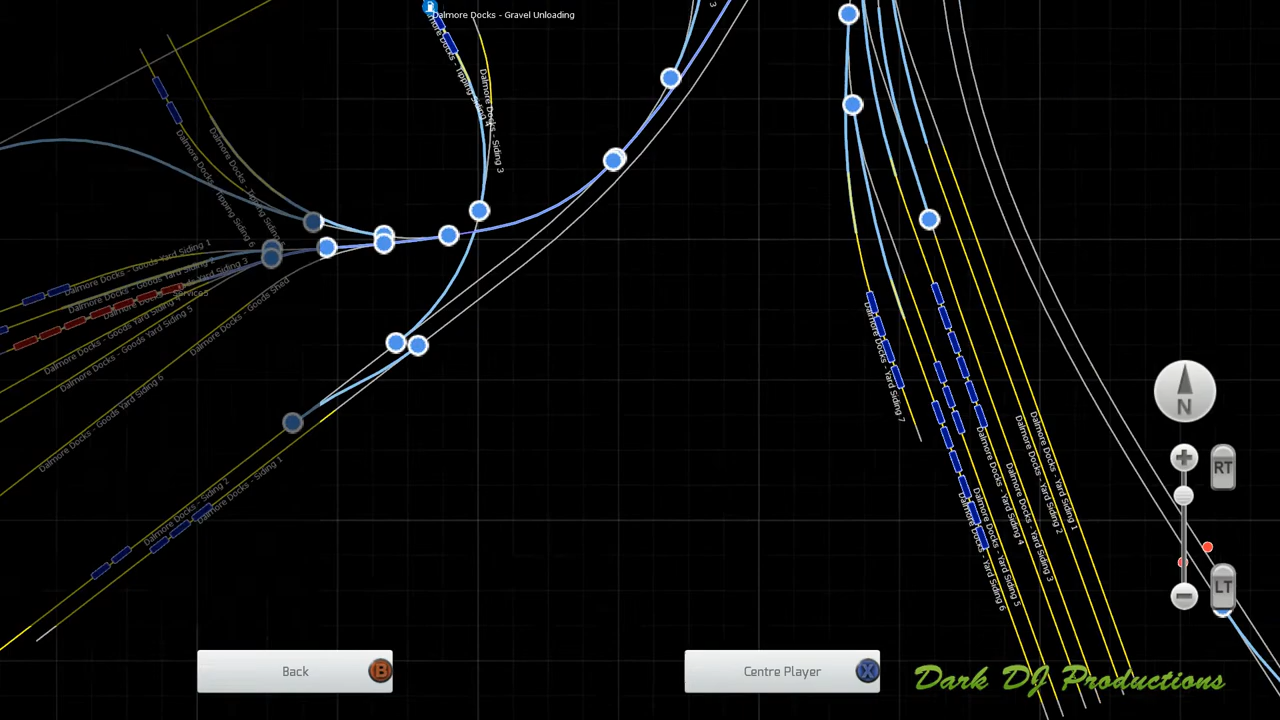 Dalmore Docks - Gravel Unloading
3
Dalmore Docks - Siding 3
Dalmore Docks - Goods Yard Siding 1
Dalmore Docks - Goods Yard Siding 2
Dalmore Docks - Goods Yard Siding 5
Dalmore Docks - Goods Shed
Dalmore Docks - Goods Yard Siding 6
Dalmore Docks - Siding 2
Dalmore Docks - Siding 1
Dalmore Docks - Yard Siding 7
Dalmore Docks - Yard Siding 1
Dalmore Docks - Yard Siding 2
Dalmore Docks - Yard Siding 3
Dalmore Docks - Yard Siding 4
Dalmore Docks - Yard Siding 5
Dalmore Docks - Yard Siding 6
N
RT
LT
Back
B
Centre Player
X
Dark DJ Productions